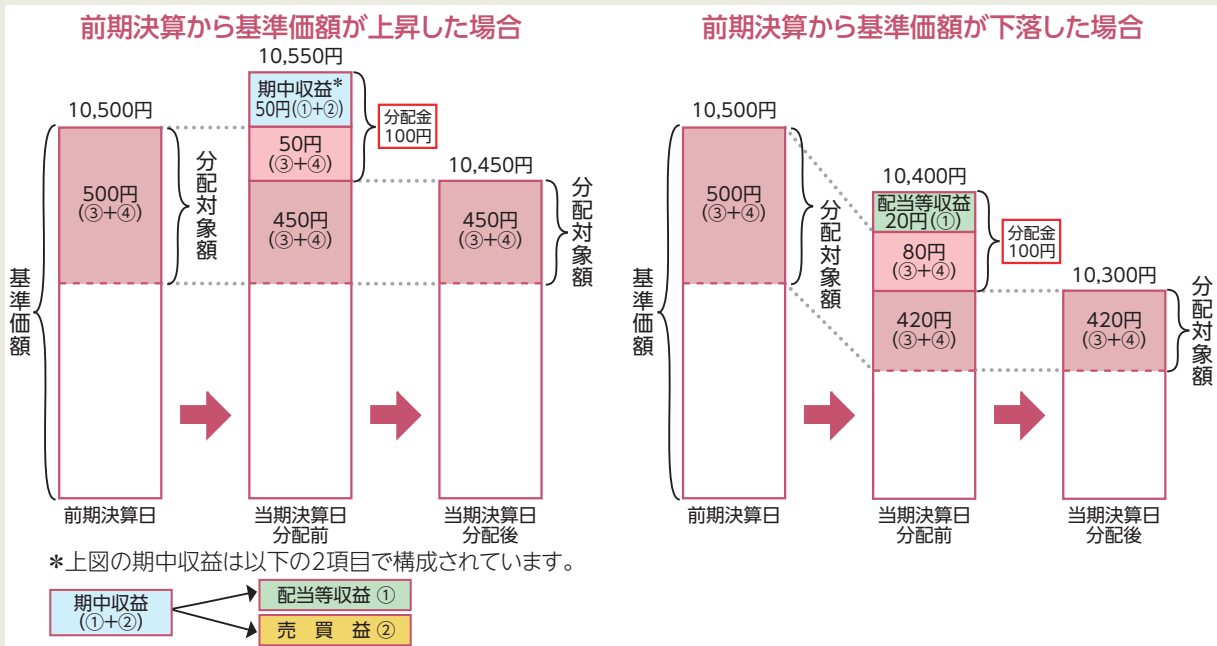 前期決算から基準価額が上昇した場合
10,500円
500円
(③+④)
分配対象額
基準価額
前期決算日
10,550円
期中収益*
50円(①+②)
50円
(③+④)
450円
(③+④)
分配金
100円
当期決算日
分配前
10,450円
450円
(③+④)
分配対象額
当期決算日
分配後
*上図の期中収益は以下の2項目で構成されています。
期中収益
(①+②)
配当等収益 ①
売 買 益 ②
前期決算から基準価額が下落した場合
10,500円
500円
(③+④)
分配対象額
基準価額
前期決算日
10,400円
配当等収益
20円(①)
80円
(③+④)
420円
(③+④)
分配金
100円
当期決算日
分配前
10,300円
420円
(③+④)
分配対象額
当期決算日
分配後